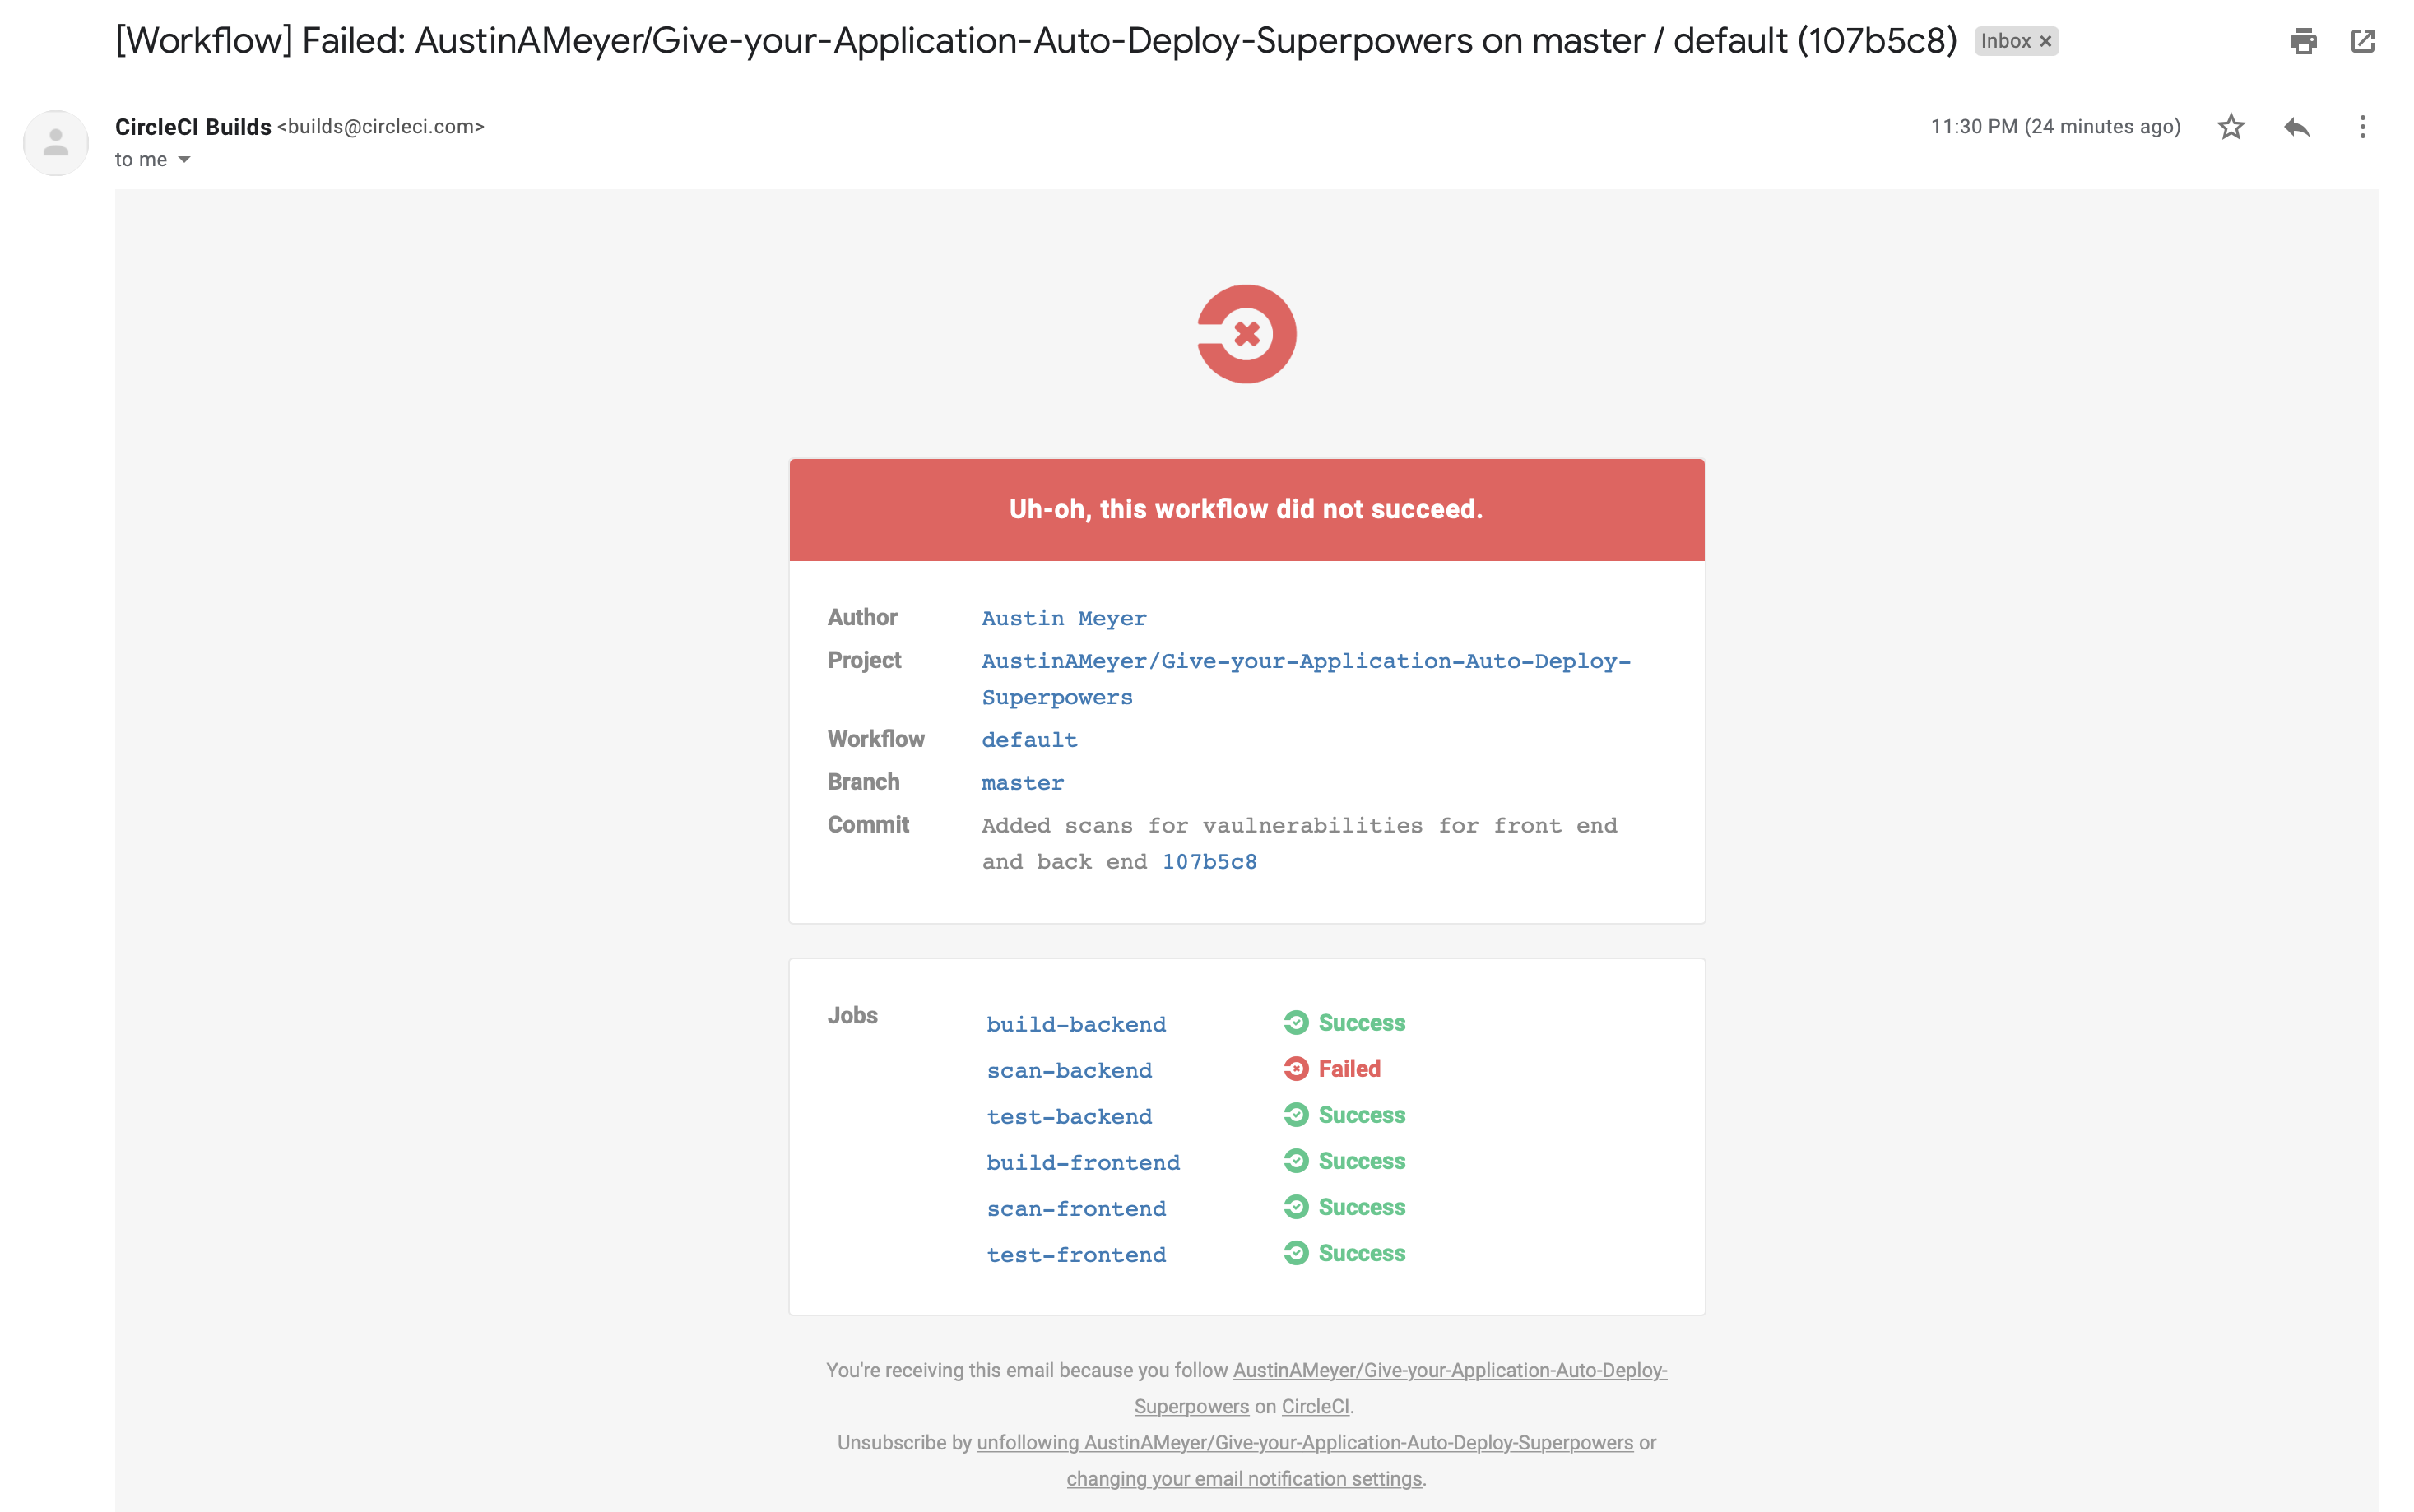 [Workflow] Failed: AustinAMeyer/Give-your-Application-Auto-Deploy-Superpowers on master / default (107b5c8) Inbox ×
CircleCI Builds <builds@circleci.com> 11:30 PM (24 minutes ago)
to me
Uh-oh, this workflow did not succeed.
Author Austin Meyer
Project AustinAMeyer/Give-your-Application-Auto-Deploy-
Superpowers
Workflow default
Branch master
Commit Added scans for vaulnerabilities for front end
and back end 107b5c8
Jobs build-backend Success
scan-backend Failed
test-backend Success
build-frontend Success
scan-frontend Success
test-frontend Success
You're receiving this email because you follow AustinAMeyer/Give-your-Application-Auto-Deploy-
Superpowers on CircleCI.
Unsubscribe by unfollowing AustinAMeyer/Give-your-Application-Auto-Deploy-Superpowers or
changing your email notification settings.